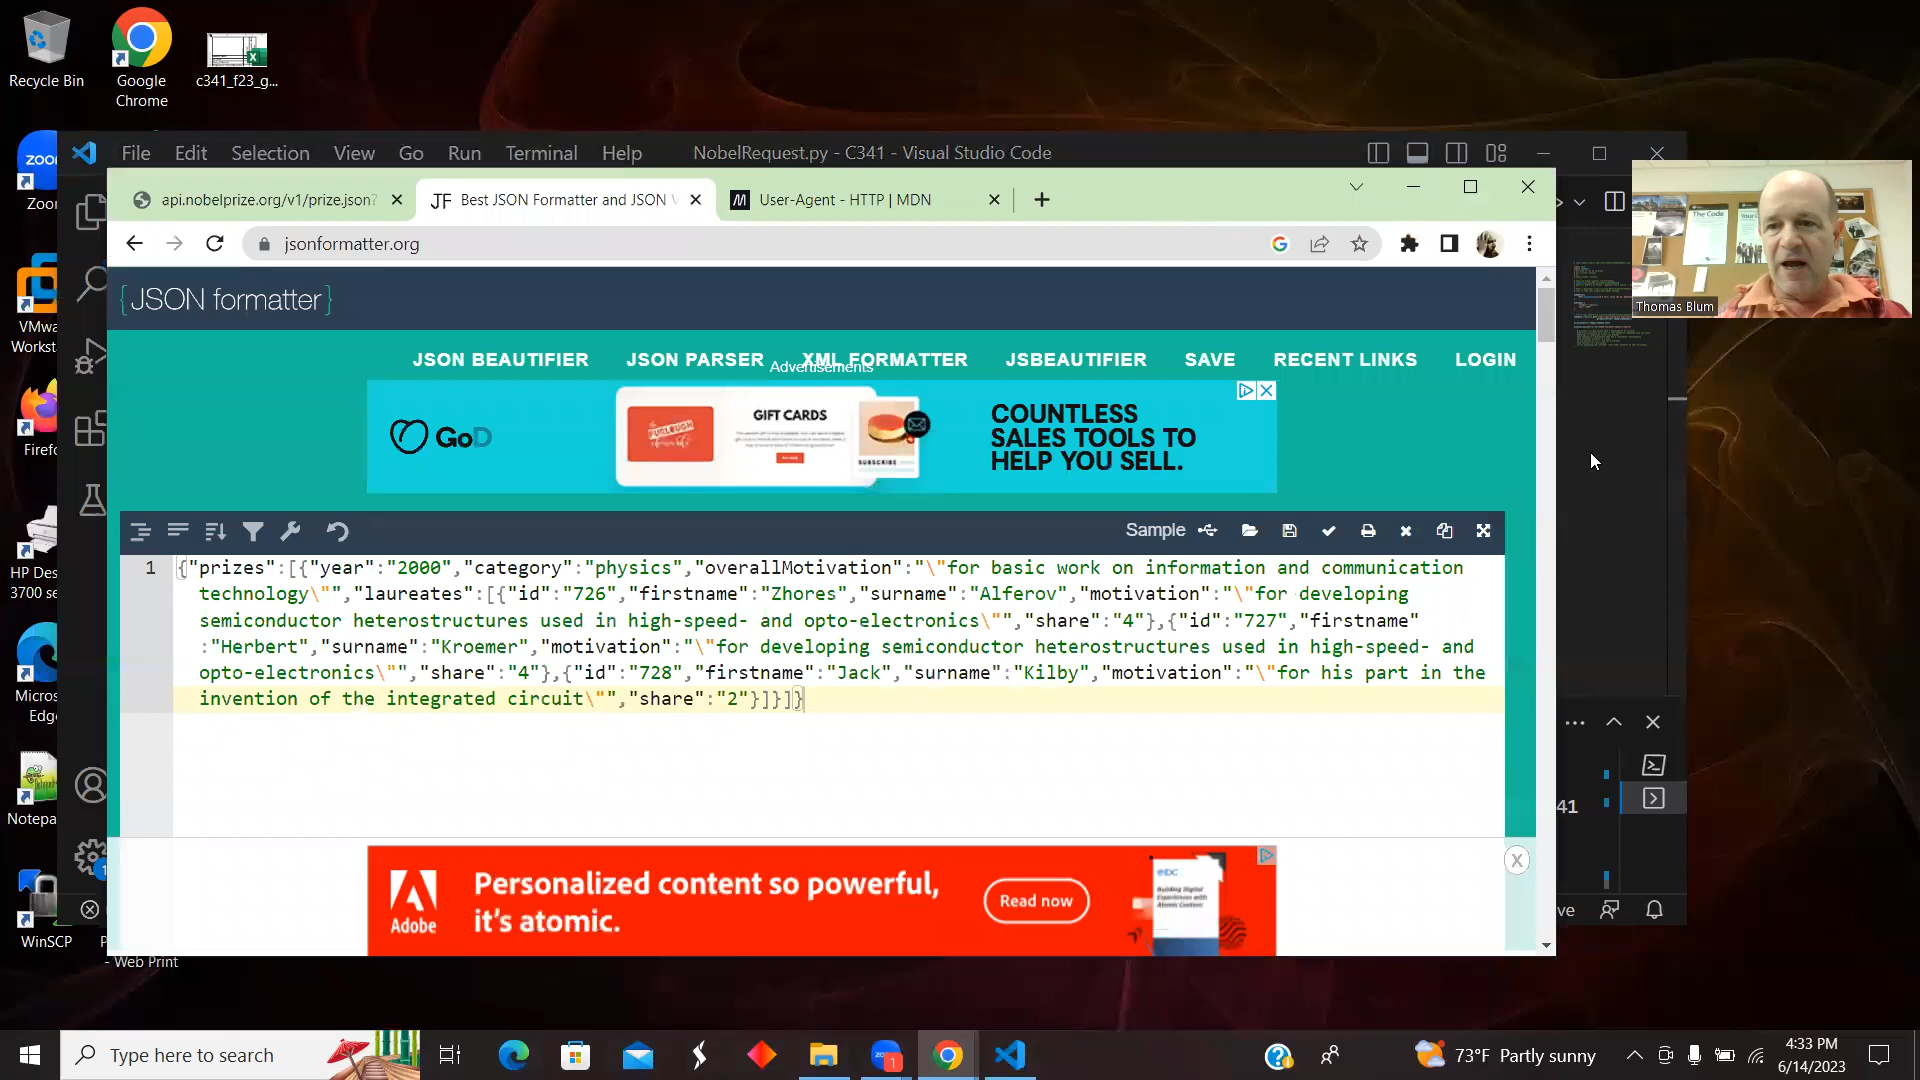 Recycle Bin
Google
Chrome
c341_f23_g...
File Edit Selection View Go Run Terminal Help
NobelRequest.py - C341 - Visual Studio Code
ZOO
Zoo
api.nobelprize.org/v1/prize.json?
Best JSON Formatter and JSON V
User-Agent - HTTP | MDN
jsonformatter.org
Thomas Blum
{JSON formatter}
VMwa
Workst
JSON BEAUTIFIER JSON PARSER XML FORMATTER JSBEAUTIFIER SAVE RECENT LINKS LOGIN
Advertisements
GoD
GIFT CARDS
SUBSCRIBE
COUNTLESS
SALES TOOLS TO
HELP YOU SELL.
Firefo
Sample
1 {"prizes":[{"year":"2000","category":"physics","overallMotivation":"\"for basic work on information and communication
technology\"","laureates":[{"id":"726","firstname":"Zhores","surname":"Alferov","motivation":"\"for developing
semiconductor heterostructures used in high-speed- and opto-electronics\"","share":"4"},{"id":"727","firstname"
:"Herbert","surname":"Kroemer","motivation":"\"for developing semiconductor heterostructures used in high-speed- and
opto-electronics\"","share":"4"},{"id":"728","firstname":"Jack","surname":"Kilby","motivation":"\"for his part in the
invention of the integrated circuit\"","share":"2"}]}]}
HP Des
3700 se
Micros
Edg
Notepa
41
ve
WinSCP
P
- Web Print
Adobe
Personalized content so powerful,
it's atomic.
Read now
X
Type here to search
73°F Partly sunny
4:33 PM
6/14/2023